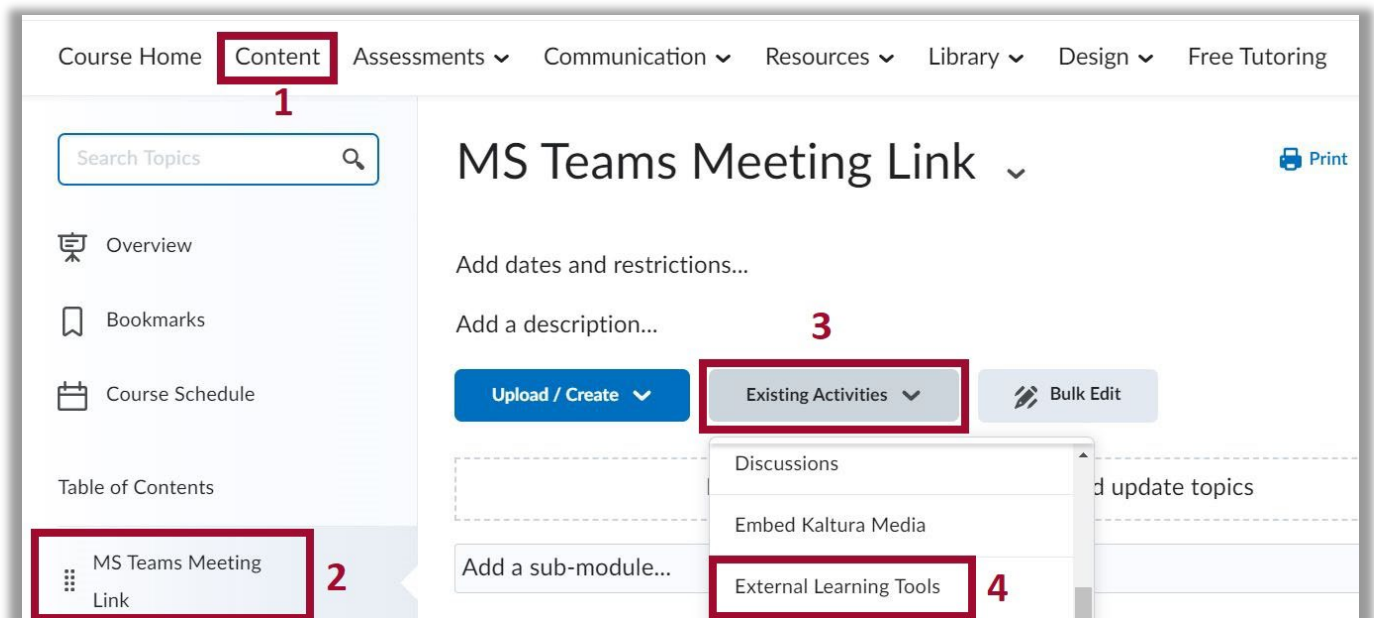 Course Home Content Assessments Communication Resources Library Design Free Tutoring
1
Search Topics
Overview
Bookmarks
Course Schedule
Table of Contents
MS Teams Meeting
Link
2
MS Teams Meeting Link
Print
Add dates and restrictions...
Add a description...
3
Upload / Create
Existing Activities
Bulk Edit
Discussions
update topics
Embed Kaltura Media
Add a sub-module...
External Learning Tools
4